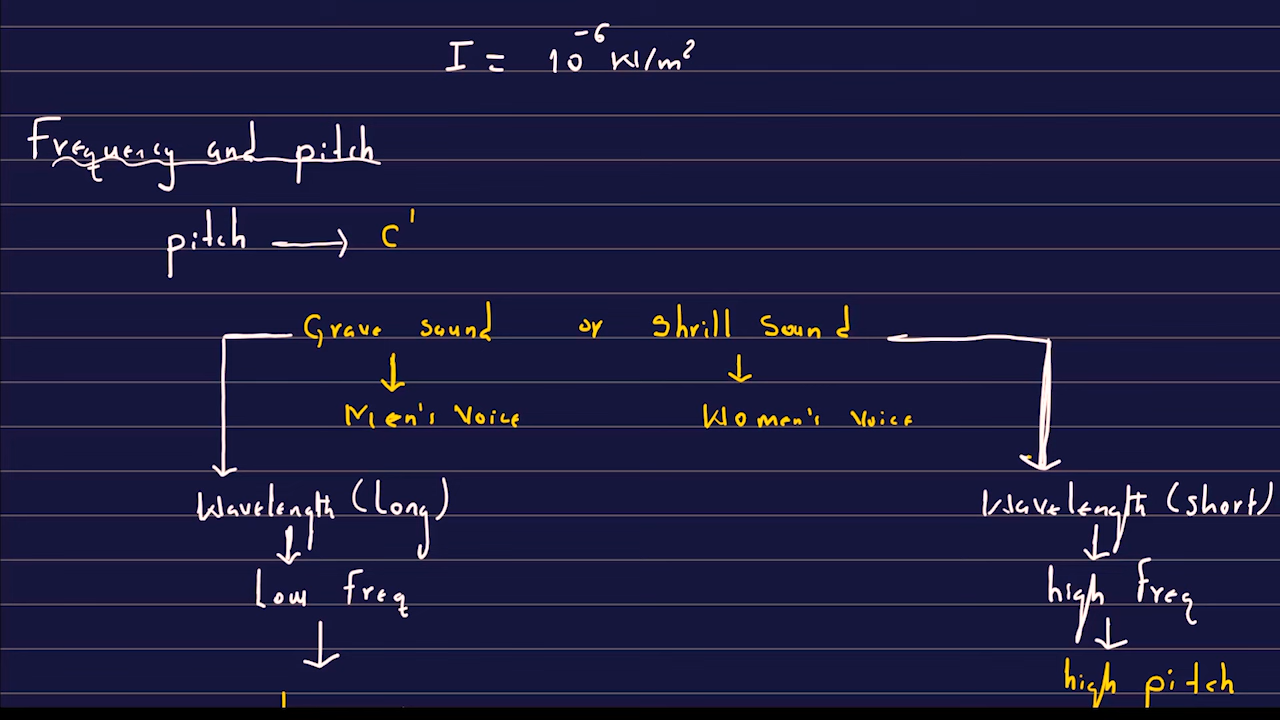 I = 10⁻⁶ W/m²
Frequency and pitch
pitch → C'
Grave sound or Shrill Sound
↓ ↓
Men's Voice Women's Voice
Wavelength (long) Wavelength (short)
↓ ↓
Low freq high freq
↓ ↓
high pitch